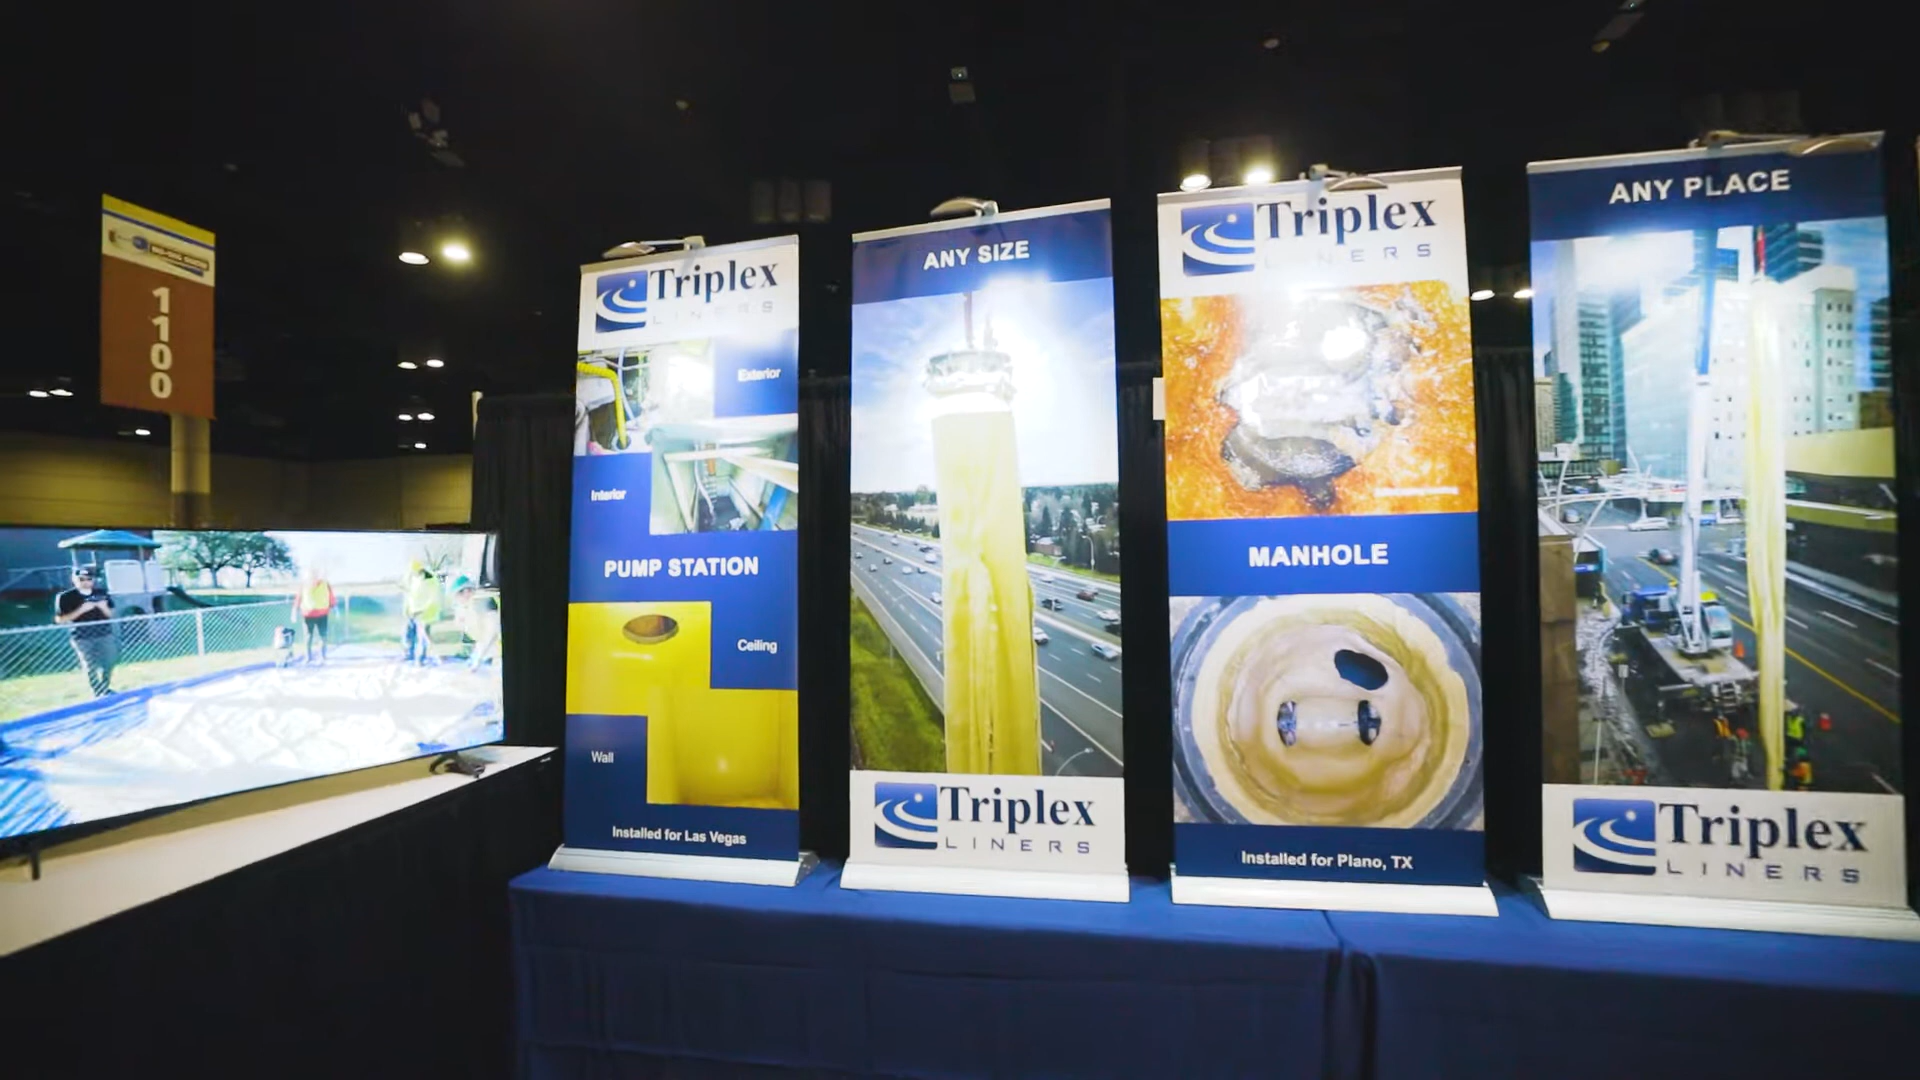 1100
Triplex
LINERS
Exterior
Interior
PUMP STATION
Ceiling
Wall
Installed for Las Vegas
ANY SIZE
Triplex
LINERS
Triplex
LINERS
MANHOLE
Installed for Plano, TX
ANY PLACE
Triplex
LINERS